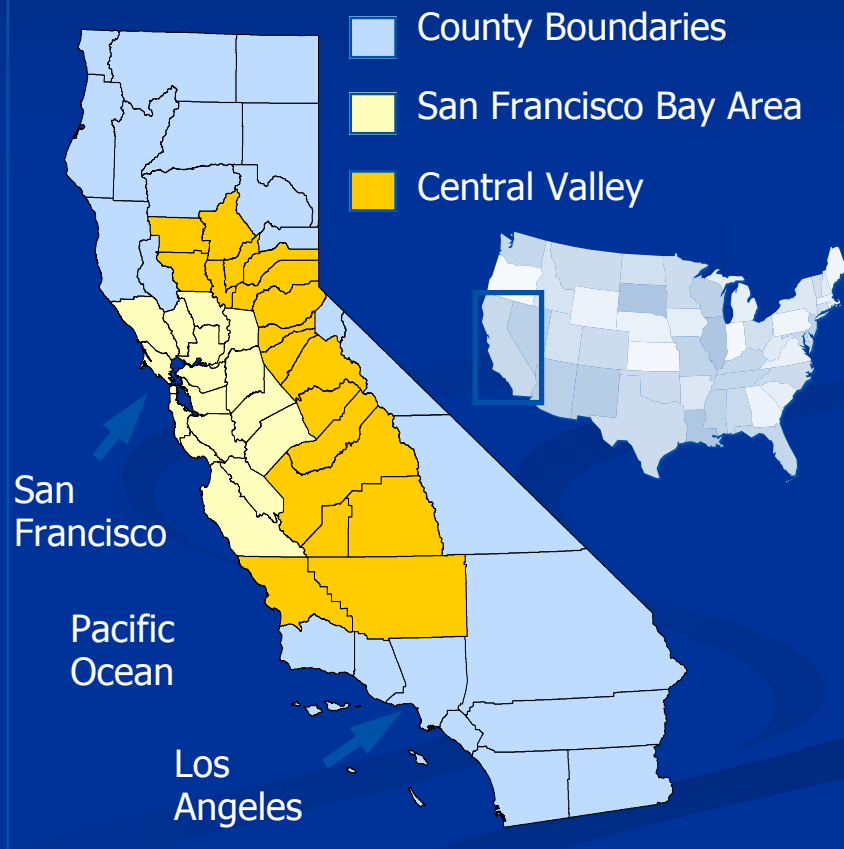 County Boundaries
San Francisco Bay Area
Central Valley
San
Francisco
Pacific
Ocean
Los
Angeles